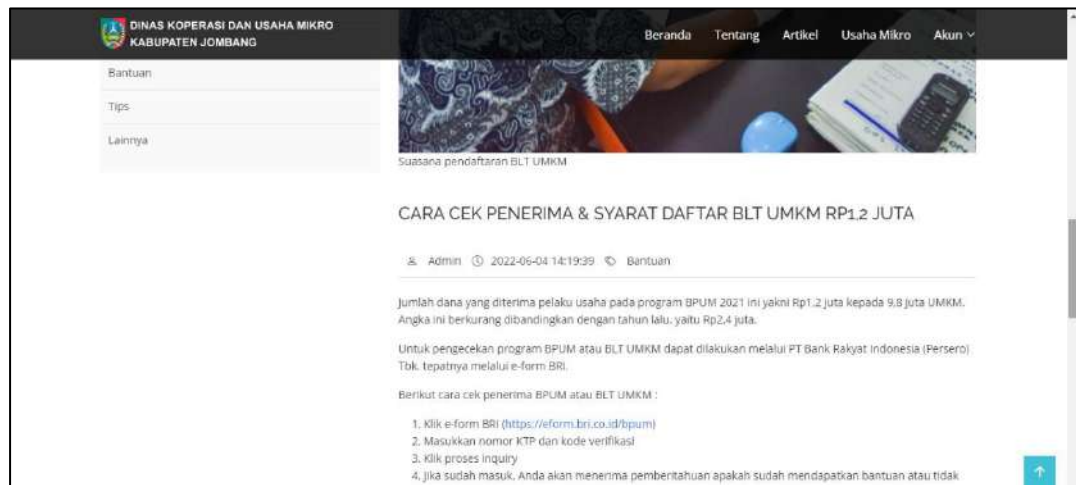 DINAS KOPERASI DAN USAHA MIKRO
KABUPATEN JOMBANG
Beranda Tentang Artikel Usaha Mikro Akun
Bantuan
Tips
Lainnya
Suasana pendaftaran BLT UMKM
CARA CEK PENERIMA & SYARAT DAFTAR BLT UMKM RP1,2 JUTA
Admin 2022-06-04 14:19:39 Bantuan
Jumlah dana yang diterima pelaku usaha pada program BPUM 2021 ini yakni Rp1,2 juta kepada 9,8 juta UMKM.
Angka ini berkurang dibandingkan dengan tahun lalu, yaitu Rp2,4 juta.
Untuk pengecekan program BPUM atau BLT UMKM dapat dilakukan melalui PT Bank Rakyat Indonesia (Persero)
Tbk. tepatnya melalui e-form BRI.
Berikut cara cek penerima BPUM atau BLT UMKM :
1. Klik e-form BRI (https://eform.bri.co.id/bpum)
2. Masukkan nomor KTP dan kode verifikasi
3. Klik proses inquiry
4. Jika sudah masuk, Anda akan menerima pemberitahuan apakah sudah mendapatkan bantuan atau tidak